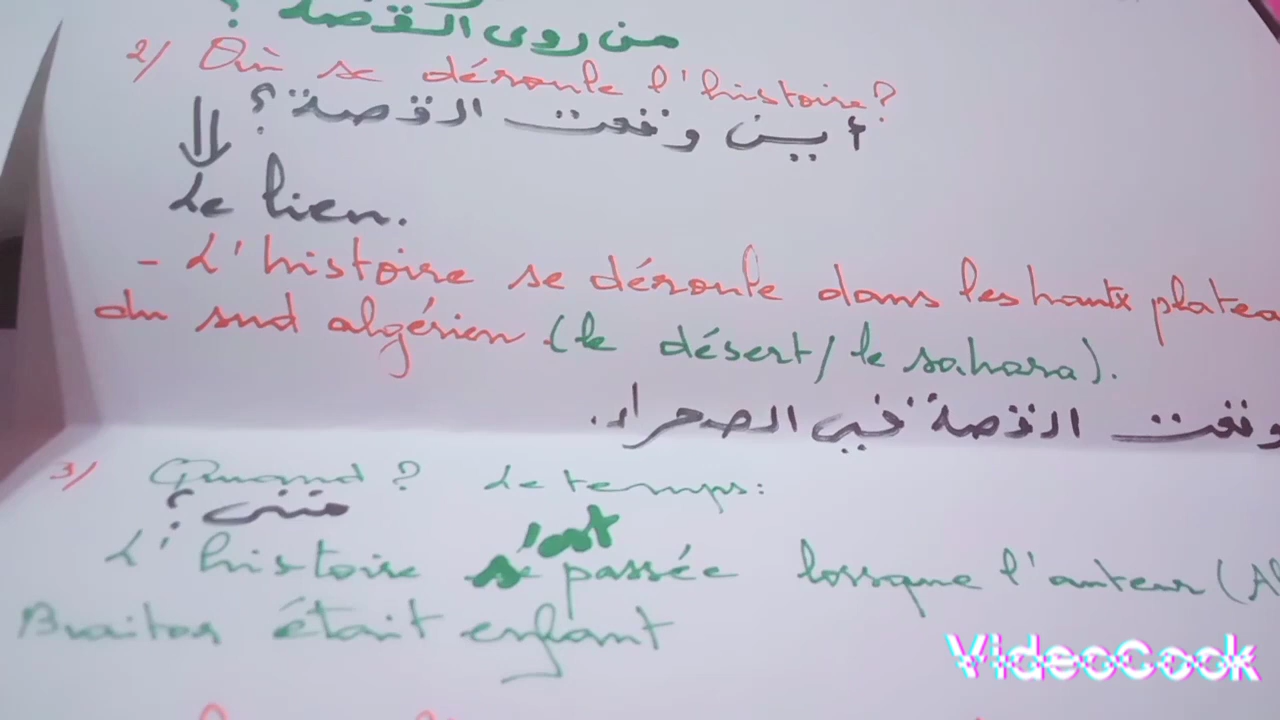 من روى القصة ؟
2/ Où se déroule l'histoire?
أين وقعت القصة ؟
Le lieu.
- L'histoire se déroule dans les hautx platea
du sud algérien (le désert/le sahara).
وقعت القصة في الصحراء.
3/ Quand ? Le temps:
متى ؟
L'histoire s'est passée lorsque l'auteur (Al
était enfant
VideoCook